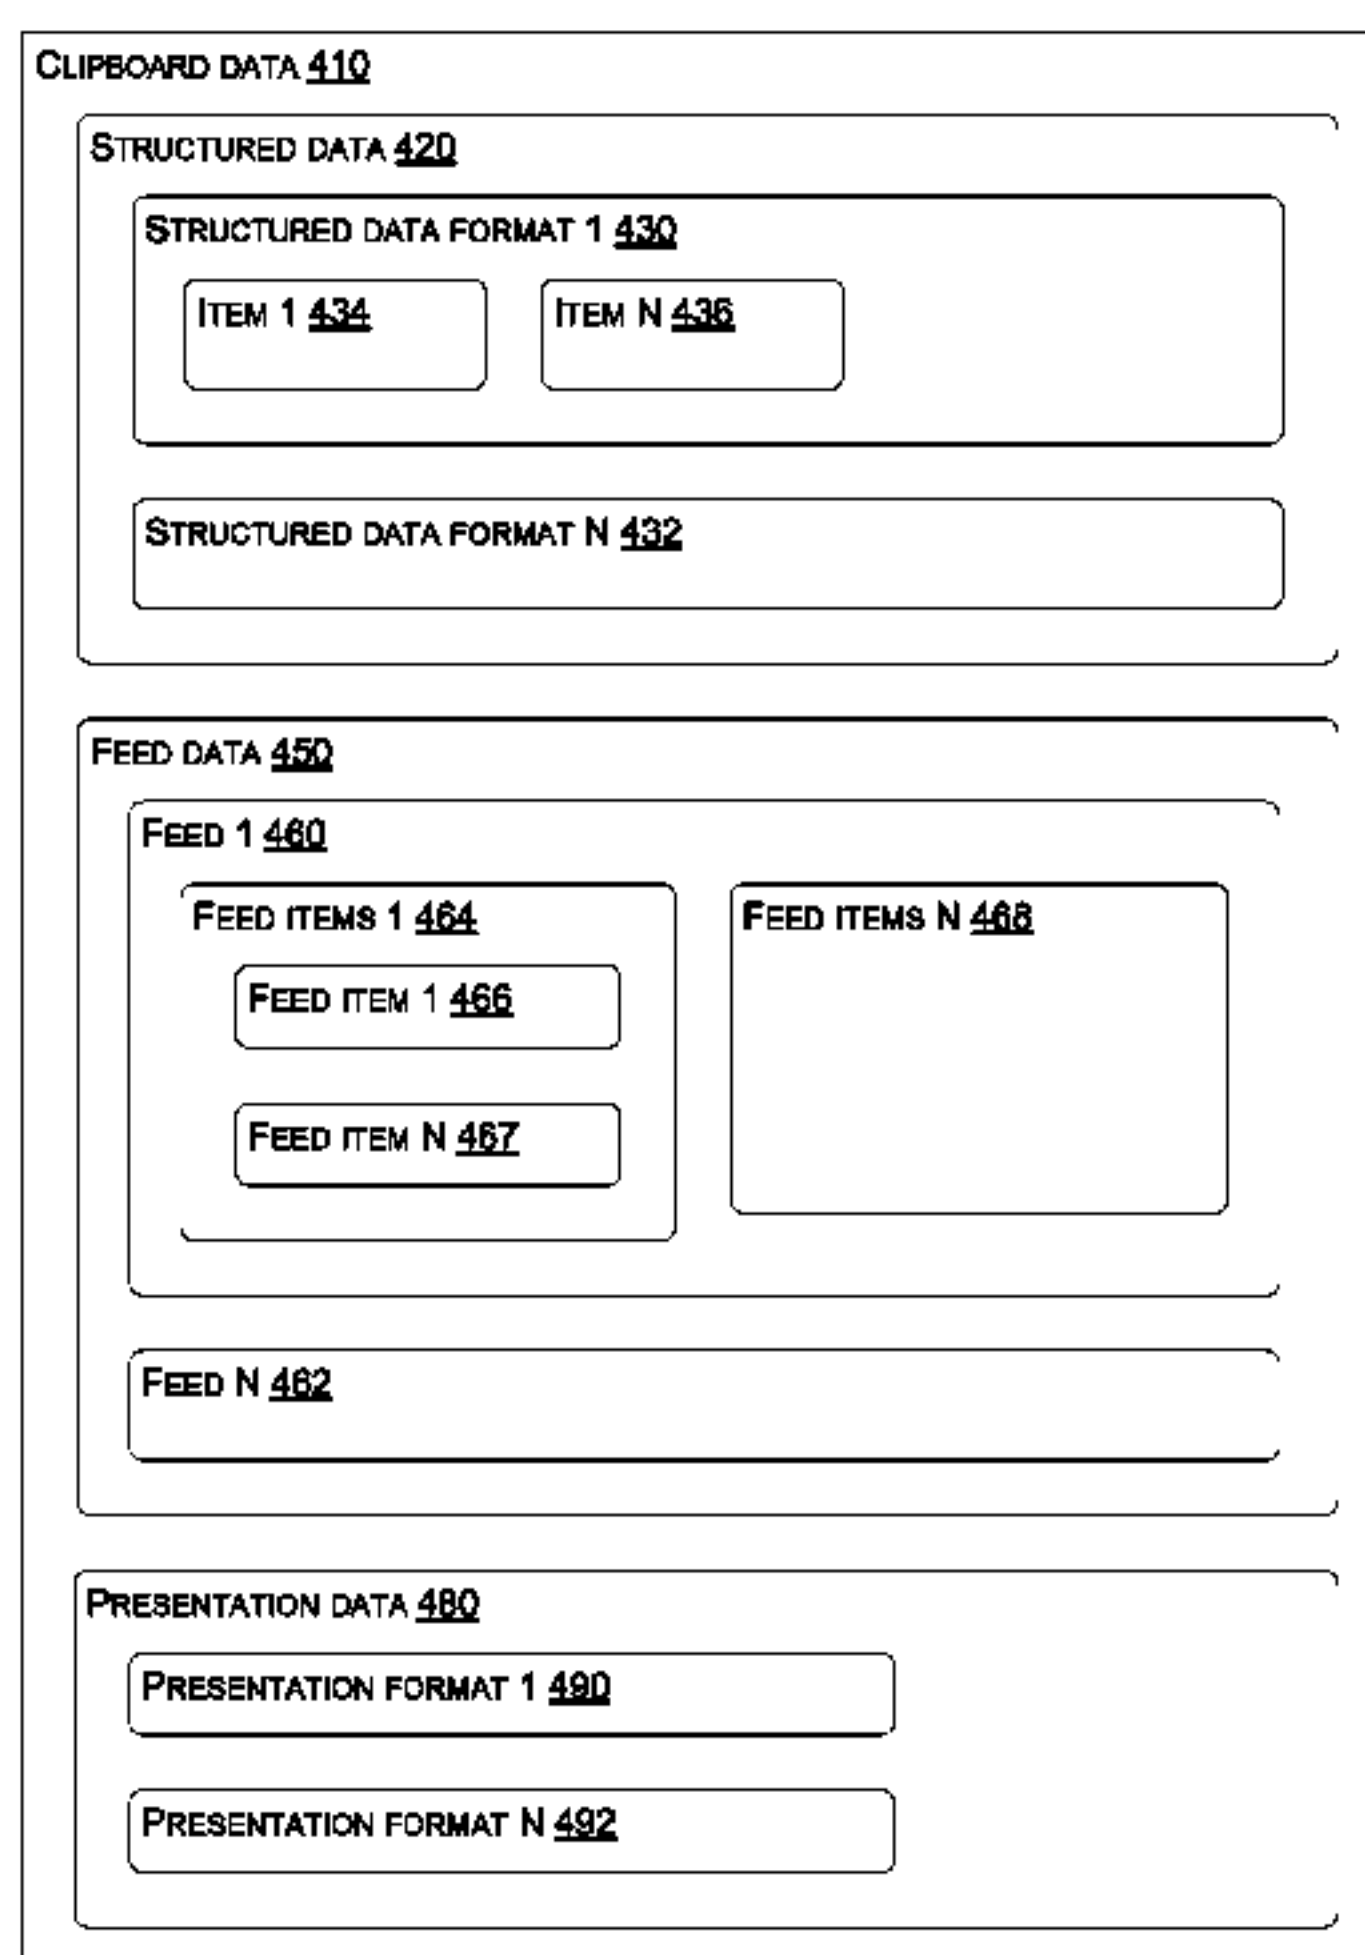 CLIPBOARD DATA 410
STRUCTURED DATA 420
STRUCTURED DATA FORMAT 1 430
ITEM 1 434
ITEM N 436
STRUCTURED DATA FORMAT N 432
FEED DATA 450
FEED 1 460
FEED ITEMS 1 464
FEED ITEMS N 468
FEED ITEM 1 466
FEED ITEM N 467
FEED N 462
PRESENTATION DATA 480
PRESENTATION FORMAT 1 490
PRESENTATION FORMAT N 492